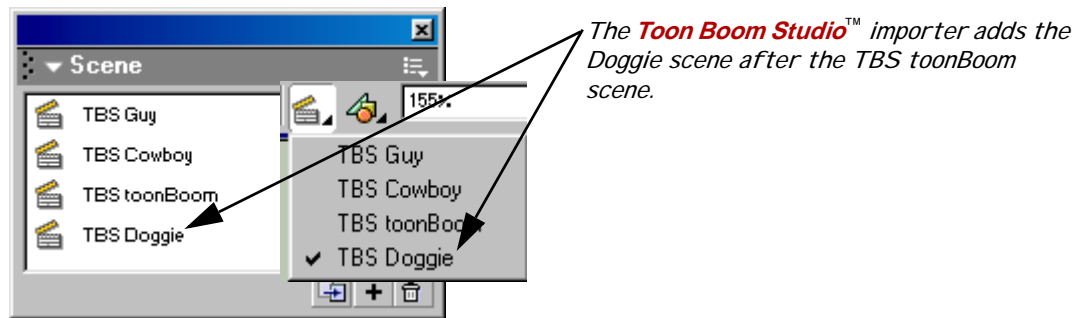 Scene
TBS Guy
TBS Cowboy
TBS toonBoom
TBS Doggie
155%
TBS Guy
TBS Cowboy
TBS toonBoom
TBS Doggie
The Toon Boom Studio™ importer adds the
Doggie scene after the TBS toonBoom
scene.